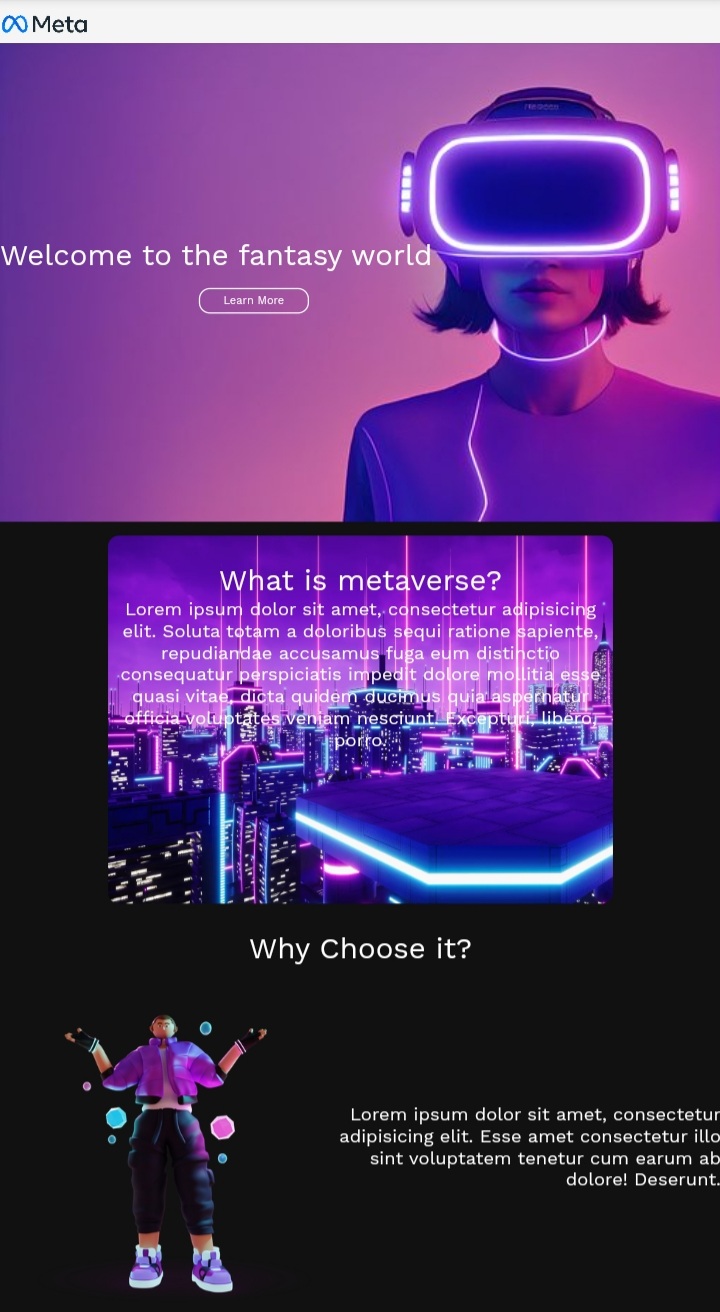 Meta
Welcome to the fantasy world
Learn More
What is metaverse?
Lorem ipsum dolor sit amet, consectetur adipisicing
elit. Soluta totam a doloribus sequi ratione sapiente,
repudiandae accusamus fuga eum distinctio
consequatur perspiciatis impedit dolore mollitia esse
quasi vitae, dicta quidem ducimus quia aspernatur
officia voluptates veniam nesciunt. Excepturi, libero,
porro.
Why Choose it?
Lorem ipsum dolor sit amet, consectetur
adipisicing elit. Esse amet consectetur illo
sint voluptatem tenetur cum earum ab
dolore! Deserunt.